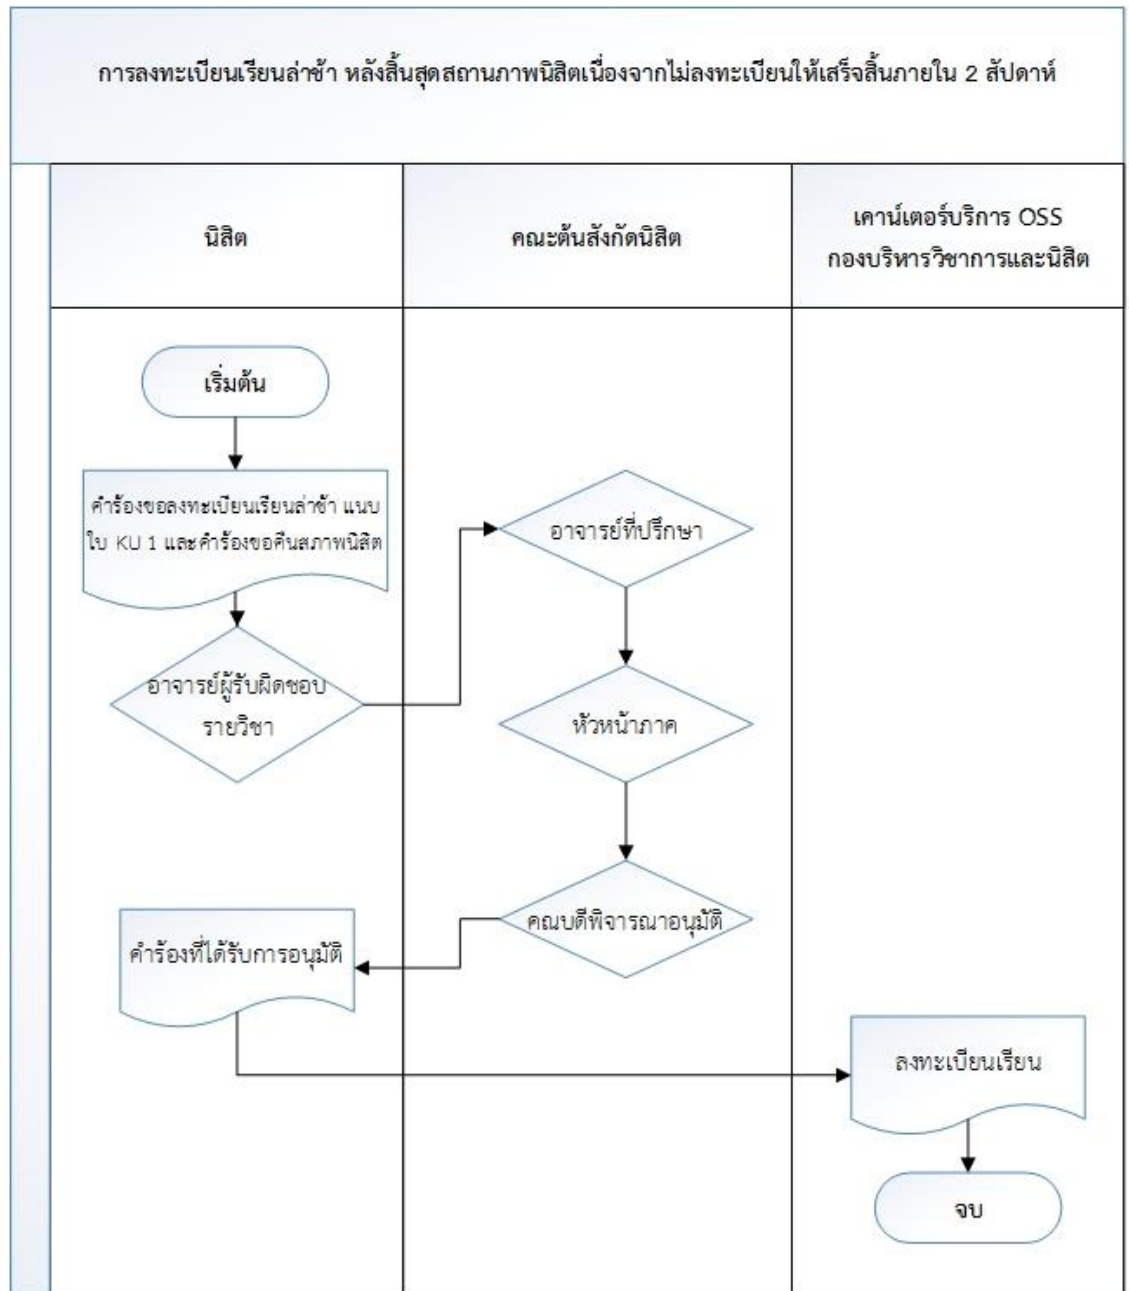 การลงทะเบียนเรียนล่าช้า หลังสิ้นสุดสถานภาพนิสิตเนื่องจากไม่ลงทะเบียนให้เสร็จสิ้นภายใน 2 สัปดาห์
นิสิต
คณะต้นสังกัดนิสิต
เคาน์เตอร์บริการ OSS
กองบริหารวิชาการและนิสิต
เริ่มต้น
คำร้องขอลงทะเบียนเรียนล่าช้า แนบ
ใบ KU 1 และคำร้องขอคืนสภาพนิสิต
อาจารย์ผู้รับผิดชอบ
รายวิชา
อาจารย์ที่ปรึกษา
หัวหน้าภาค
คณบดีพิจารณาอนุมัติ
คำร้องที่ได้รับการอนุมัติ
ลงทะเบียนเรียน
จบ